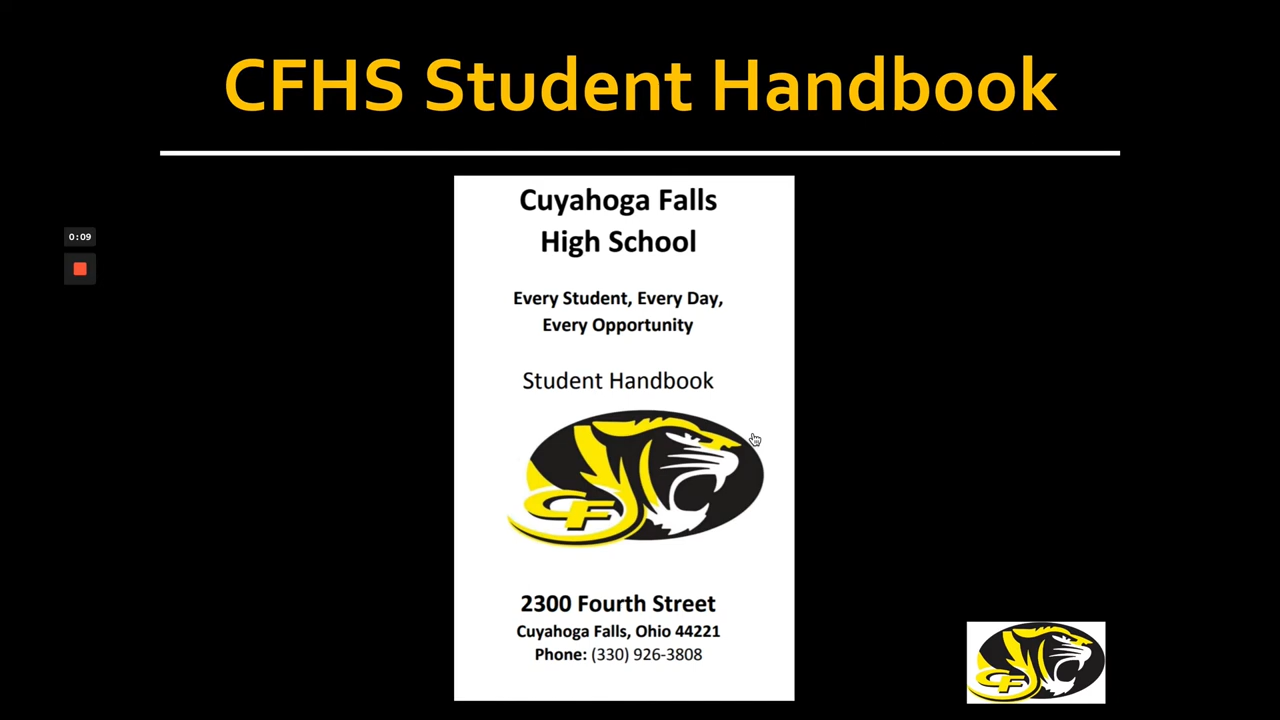 CFHS Student Handbook
Cuyahoga Falls
High School
Every Student, Every Day,
Every Opportunity
Student Handbook
CF
2300 Fourth Street
Cuyahoga Falls, Ohio 44221
Phone: (330) 926-3808
0:09
CF